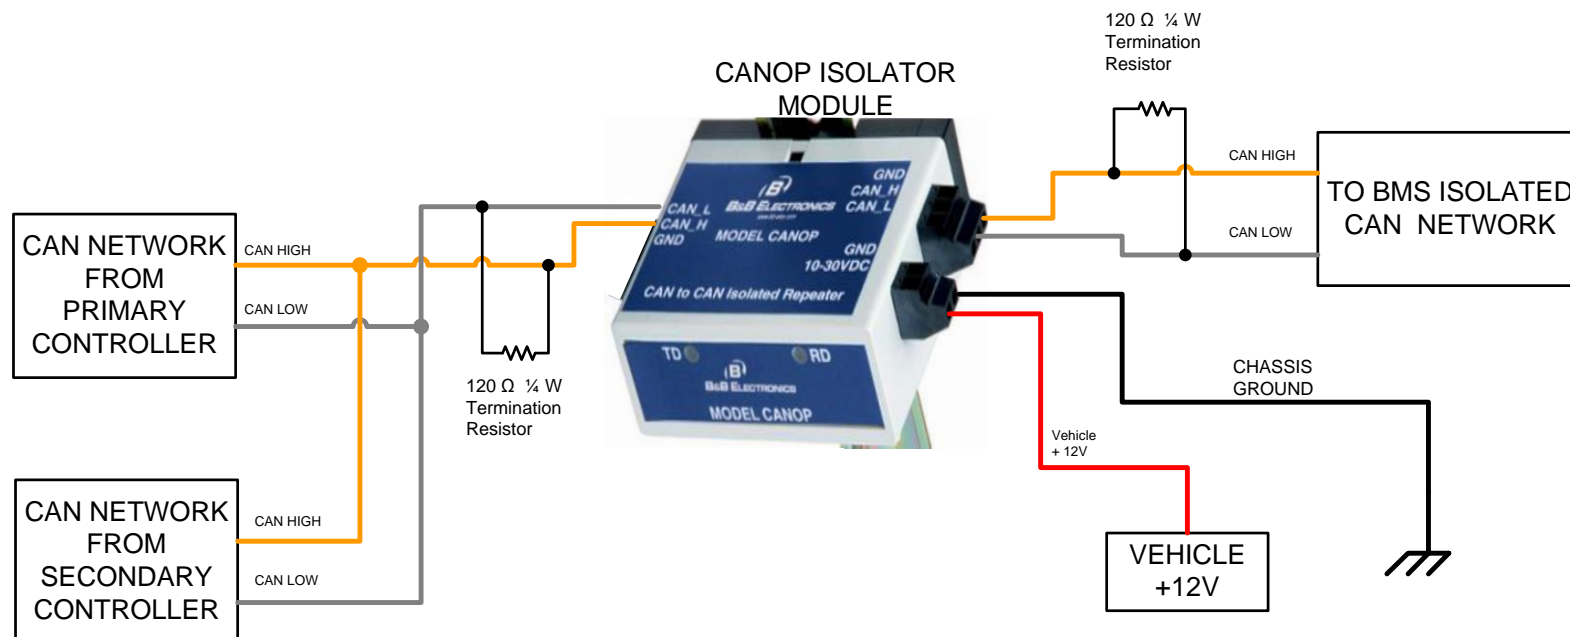 120 Ω ¼ W
Termination
Resistor
CANOP ISOLATOR
MODULE
CAN NETWORK
FROM
PRIMARY
CONTROLLER
CAN HIGH
CAN LOW
120 Ω ¼ W
Termination
Resistor
CAN NETWORK
FROM
SECONDARY
CONTROLLER
CAN HIGH
CAN LOW
CAN_L
CAN_H
GND
B
B&B ELECTRONICS
MODEL CANOP
GND
CAN_H
CAN_L
GND
10-30VDC
CAN to CAN Isolated Repeater
TD
RD
B
B&B ELECTRONICS
MODEL CANOP
CAN HIGH
CAN LOW
TO BMS ISOLATED
CAN NETWORK
CHASSIS
GROUND
Vehicle
+ 12V
VEHICLE
+12V